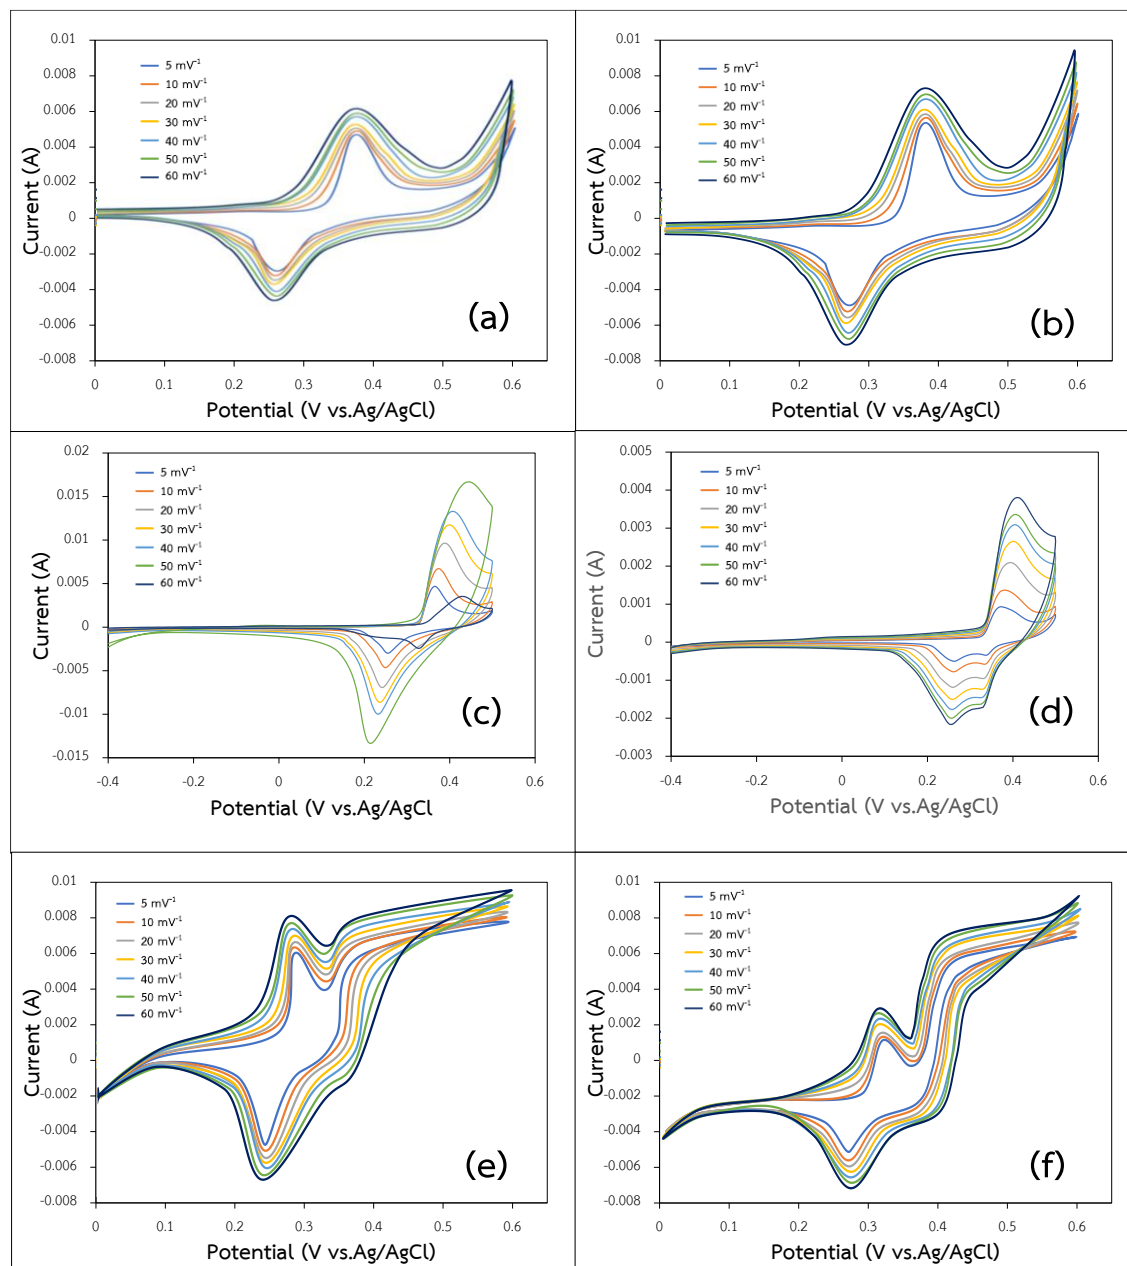 0.01
0.008
0.006
0.004
0.002
0
-0.002
-0.004
-0.006
-0.008
Current (A)
5 mV⁻¹
10 mV⁻¹
20 mV⁻¹
30 mV⁻¹
40 mV⁻¹
50 mV⁻¹
60 mV⁻¹
(a)
0 0.1 0.2 0.3 0.4 0.5 0.6
Potential (V vs.Ag/AgCl)
0.01
0.008
0.006
0.004
0.002
0
-0.002
-0.004
-0.006
-0.008
Current (A)
5 mV⁻¹
10 mV⁻¹
20 mV⁻¹
30 mV⁻¹
40 mV⁻¹
50 mV⁻¹
60 mV⁻¹
(b)
0 0.1 0.2 0.3 0.4 0.5 0.6
Potential (V vs.Ag/AgCl)
0.02
0.015
0.01
0.005
0
-0.005
-0.01
-0.015
Current (A)
5 mV⁻¹
10 mV⁻¹
20 mV⁻¹
30 mV⁻¹
40 mV⁻¹
50 mV⁻¹
60 mV⁻¹
(c)
-0.4 -0.2 0 0.2 0.4 0.6
Potential (V vs.Ag/AgCl
0.005
0.004
0.003
0.002
0.001
0
-0.001
-0.002
-0.003
Current (A)
5 mV⁻¹
10 mV⁻¹
20 mV⁻¹
30 mV⁻¹
40 mV⁻¹
50 mV⁻¹
60 mV⁻¹
(d)
-0.4 -0.2 0 0.2 0.4 0.6
Potential (V vs.Ag/AgCl)
0.01
0.008
0.006
0.004
0.002
0
-0.002
-0.004
-0.006
-0.008
Current (A)
5 mV⁻¹
10 mV⁻¹
20 mV⁻¹
30 mV⁻¹
40 mV⁻¹
50 mV⁻¹
60 mV⁻¹
(e)
0 0.1 0.2 0.3 0.4 0.5 0.6
Potential (V vs.Ag/AgCl)
0.01
0.008
0.006
0.004
0.002
0
-0.002
-0.004
-0.006
-0.008
Current (A)
5 mV⁻¹
10 mV⁻¹
20 mV⁻¹
30 mV⁻¹
40 mV⁻¹
50 mV⁻¹
60 mV⁻¹
(f)
0 0.1 0.2 0.3 0.4 0.5 0.6
Potential (V vs.Ag/AgCl)